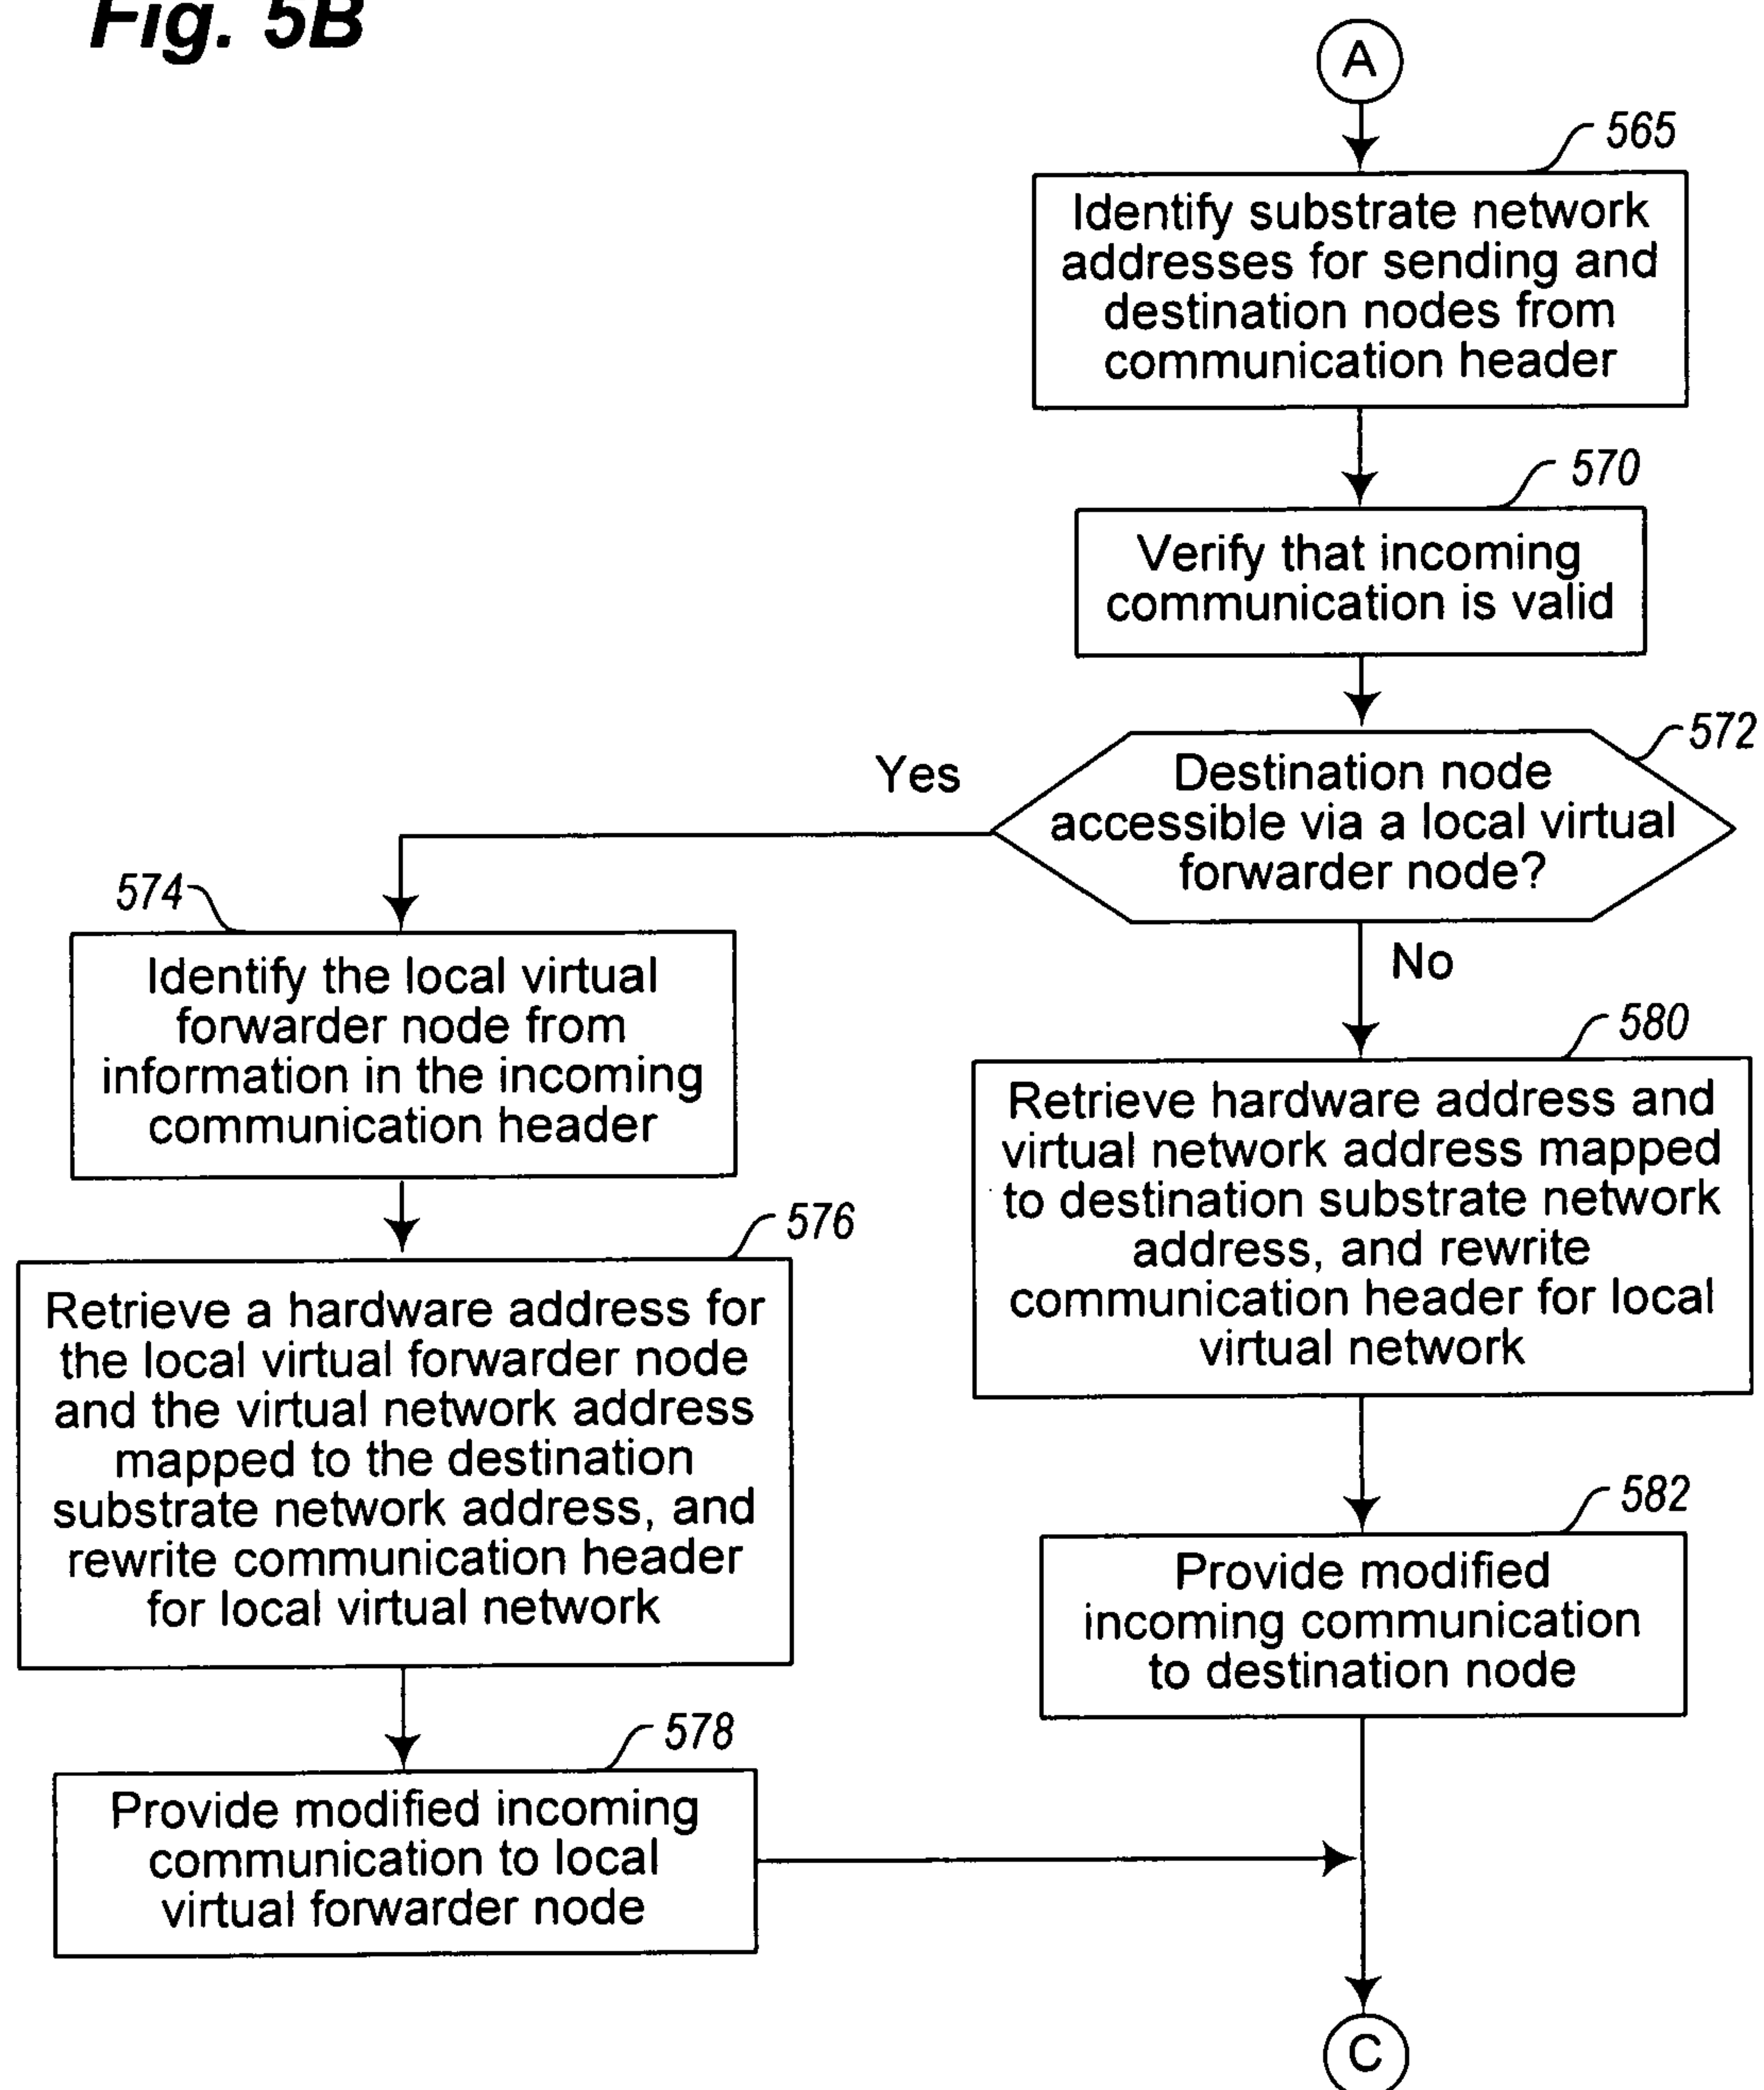 Fig. 5B
A
565
Identify substrate network
addresses for sending and
destination nodes from
communication header
570
Verify that incoming
communication is valid
572
Destination node
accessible via a local virtual
forwarder node?
Yes
No
574
Identify the local virtual
forwarder node from
information in the incoming
communication header
576
Retrieve a hardware address for
the local virtual forwarder node
and the virtual network address
mapped to the destination
substrate network address, and
rewrite communication header
for local virtual network
578
Provide modified incoming
communication to local
virtual forwarder node
580
Retrieve hardware address and
virtual network address mapped
to destination substrate network
address, and rewrite
communication header for local
virtual network
582
Provide modified
incoming communication
to destination node
C